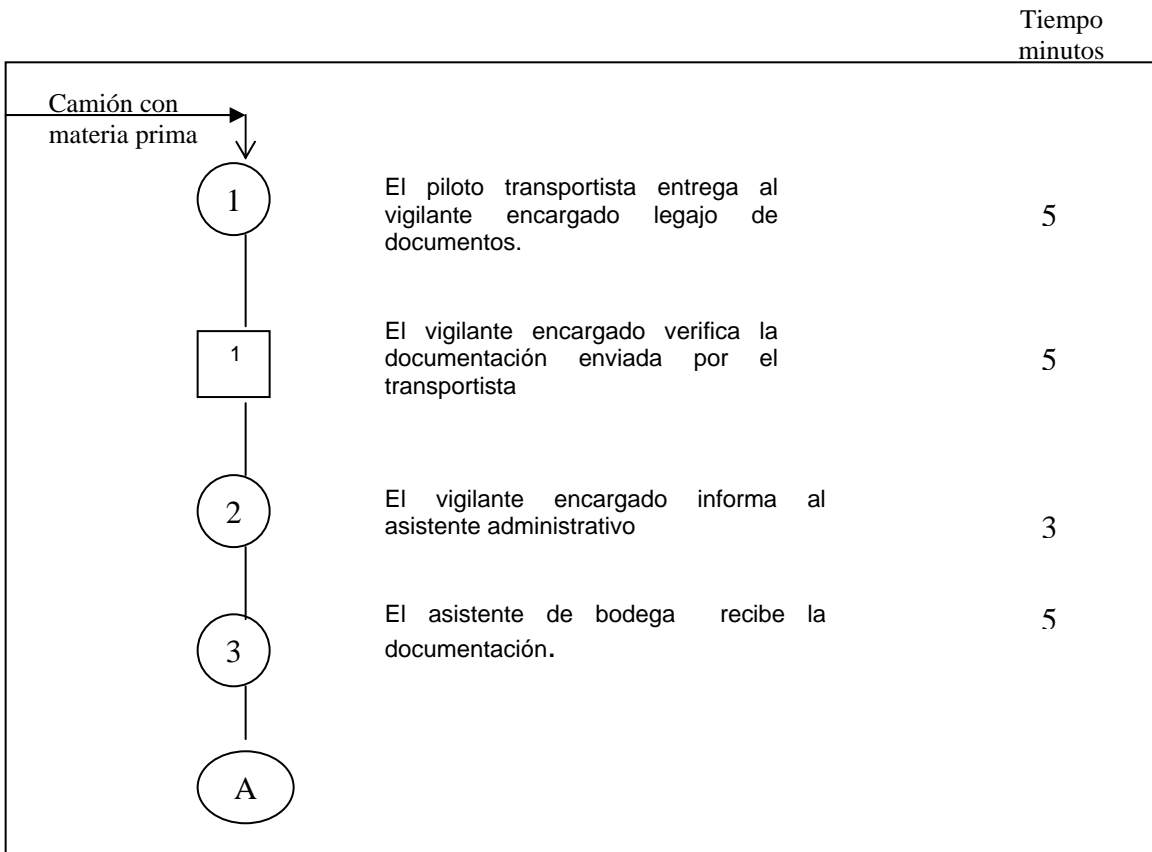 Tiempo
minutos
Camión con
materia prima
1
El piloto transportista entrega al
vigilante encargado legajo de
documentos.
5
1
El vigilante encargado verifica la
documentación enviada por el
transportista
5
2
El vigilante encargado informa al
asistente administrativo
3
3
El asistente de bodega recibe la
documentación.
5
A